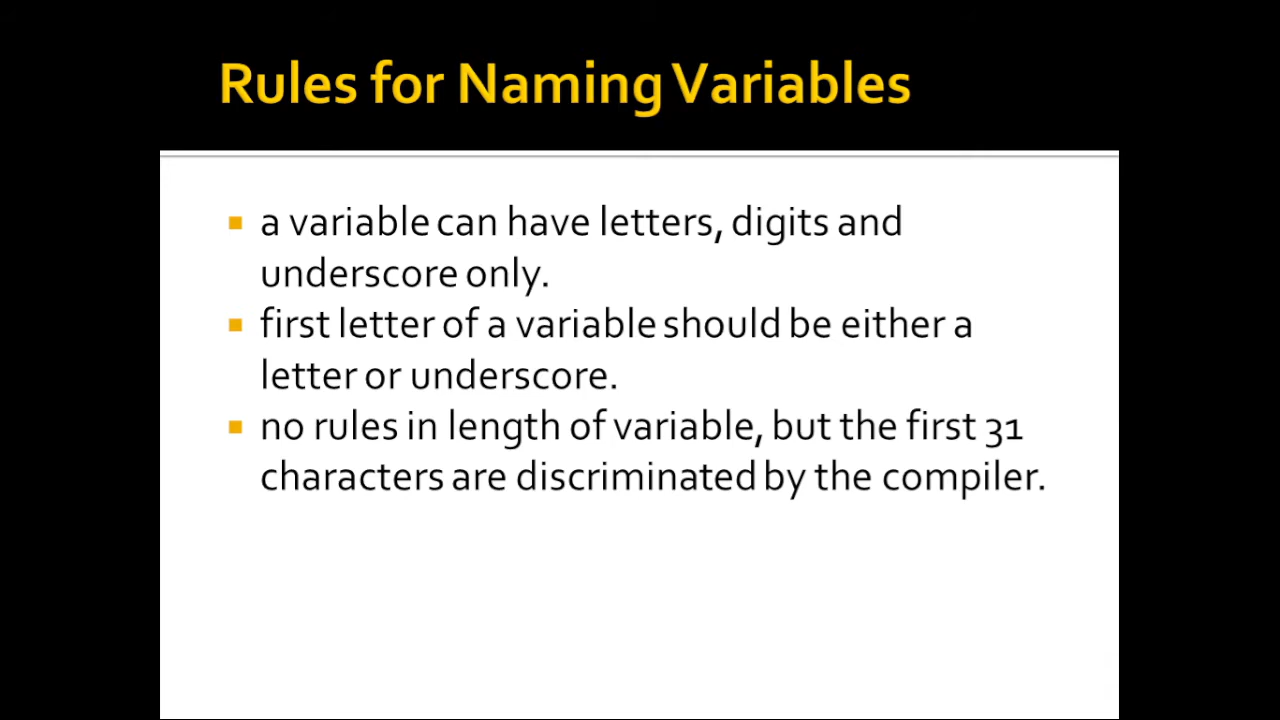 Rules for Naming Variables
a variable can have letters, digits and
underscore only.
first letter of a variable should be either a
letter or underscore.
no rules in length of variable, but the first 31
characters are discriminated by the compiler.